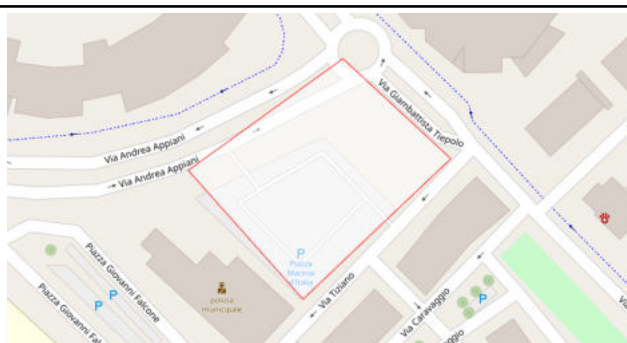 Via Giambattista Tiepolo
Via Andrea Appiani
Via Andrea Appiani
P
Piazza
Marinai
d'Italia
Piazza Giovanni Falcone
P
P
Piazza Giovanni
polizia
municipale
Via Tiziano
Via Caravaggio
P